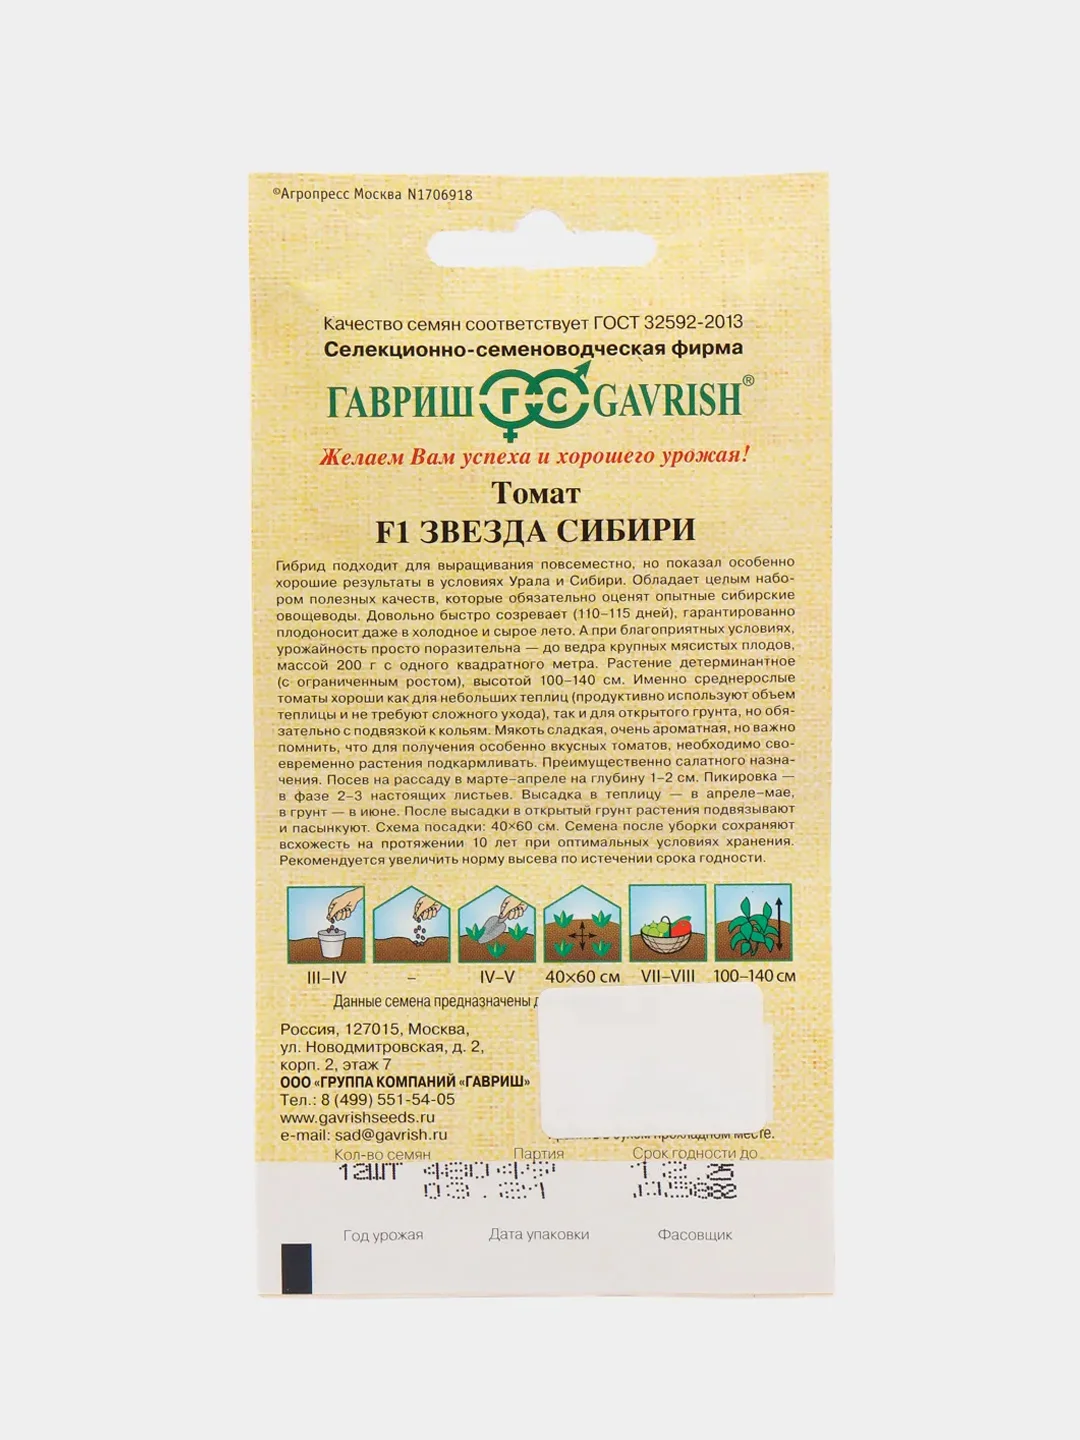 ©Агропресс Москва N1706918
Качество семян соответствует ГОСТ 32592-2013
Селекционно-семеноводческая фирма
ГАВРИШ ГС GAVRISH®
Желаем Вам успеха и хорошего урожая!
Томат
F1 ЗВЕЗДА СИБИРИ
Гибрид подходит для выращивания повсеместно, но показал особенно
хорошие результаты в условиях Урала и Сибири. Обладает целым набо-
ром полезных качеств, которые обязательно оценят опытные сибирские
овощеводы. Довольно быстро созревает (110–115 дней), гарантированно
плодоносит даже в холодное и сырое лето. А при благоприятных условиях,
урожайность просто поразительна — до ведра крупных мясистых плодов,
массой 200 г с одного квадратного метра. Растение детерминантное
(с ограниченным ростом), высотой 100–140 см. Именно среднерослые
томаты хороши как для небольших теплиц (продуктивно используют объем
теплицы и не требуют сложного ухода), так и для открытого грунта, но обя-
зательно с подвязкой к кольям. Мякоть сладкая, очень ароматная, но важно
помнить, что для получения особенно вкусных томатов, необходимо сво-
евременно растения подкармливать. Преимущественно салатного назна-
чения. Посев на рассаду в марте–апреле на глубину 1–2 см. Пикировка —
в фазе 2–3 настоящих листьев. Высадка в теплицу — в апреле–мае,
в грунт — в июне. После высадки в открытый грунт растения подвязывают
и пасынкуют. Схема посадки: 40×60 см. Семена после уборки сохраняют
всхожесть на протяжении 10 лет при оптимальных условиях хранения.
Рекомендуется увеличить норму высева по истечении срока годности.
III–IV – IV–V 40×60 см VII–VIII 100–140 см
Данные семена предназначены
Россия, 127015, Москва,
ул. Новодмитровская, д. 2,
корп. 2, этаж 7
ООО «ГРУППА КОМПАНИЙ «ГАВРИШ»
Тел.: 8 (499) 551-54-05
www.gavrishseeds.ru
e-mail: sad@gavrish.ru
прохладном месте.
Кол-во семян Партия Срок годности до
12ШТ 12.25
03.21
Год урожая Дата упаковки Фасовщик